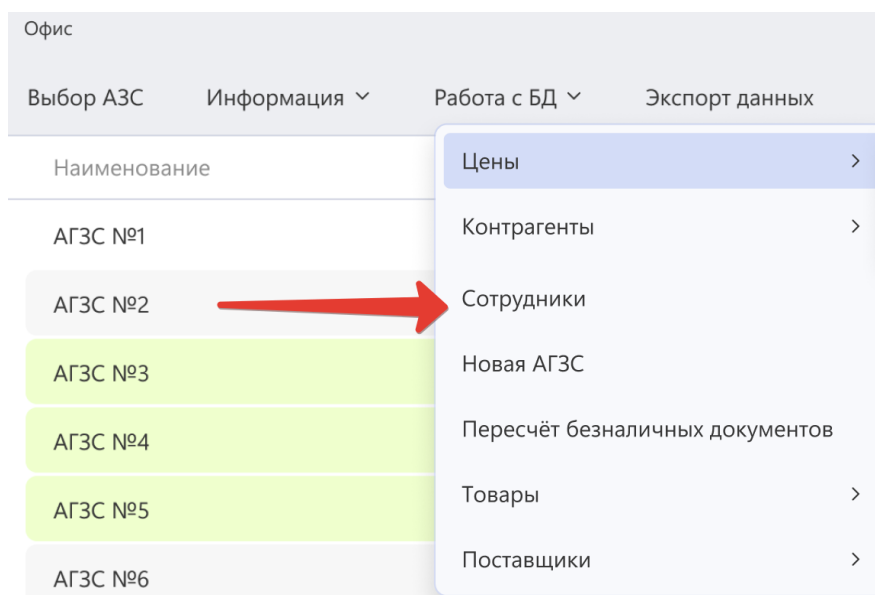 Офис
Выбор АЗС Информация Работа с БД Экспорт данных
Наименование
АГЗС №1
АГЗС №2
АГЗС №3
АГЗС №4
АГЗС №5
АГЗС №6
Цены
Контрагенты
Сотрудники
Новая АГЗС
Пересчёт безналичных документов
Товары
Поставщики